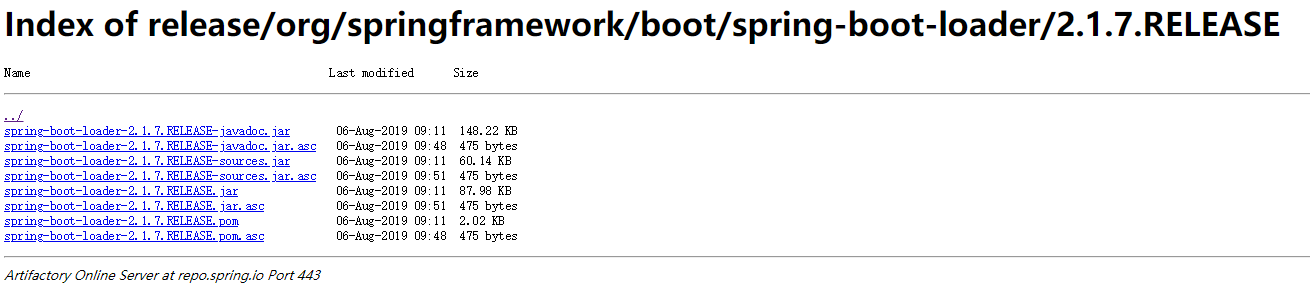 Index of release/org/springframework/boot/spring-boot-loader/2.1.7.RELEASE
Name Last modified Size
../
spring-boot-loader-2.1.7.RELEASE-javadoc.jar 06-Aug-2019 09:11 148.22 KB
spring-boot-loader-2.1.7.RELEASE-javadoc.jar.asc 06-Aug-2019 09:48 475 bytes
spring-boot-loader-2.1.7.RELEASE-sources.jar 06-Aug-2019 09:11 60.14 KB
spring-boot-loader-2.1.7.RELEASE-sources.jar.asc 06-Aug-2019 09:51 475 bytes
spring-boot-loader-2.1.7.RELEASE.jar 06-Aug-2019 09:11 87.98 KB
spring-boot-loader-2.1.7.RELEASE.jar.asc 06-Aug-2019 09:51 475 bytes
spring-boot-loader-2.1.7.RELEASE.pom 06-Aug-2019 09:11 2.02 KB
spring-boot-loader-2.1.7.RELEASE.pom.asc 06-Aug-2019 09:48 475 bytes
Artifactory Online Server at repo.spring.io Port 443